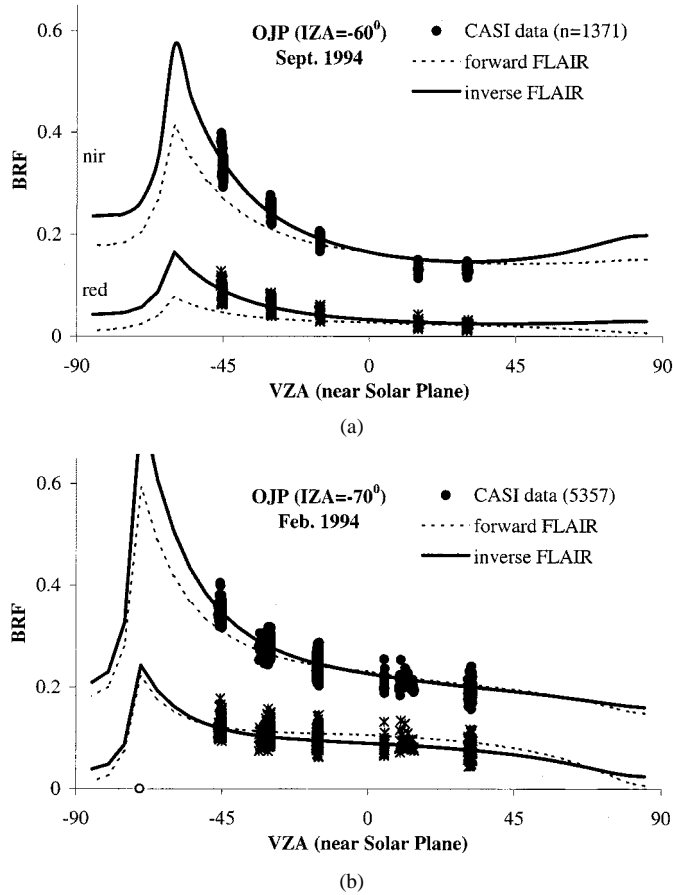 OJP (IZA=-60⁰)
Sept. 1994
CASI data (n=1371)
forward FLAIR
inverse FLAIR
BRF
0.6
0.4
0.2
0
nir
red
-90
-45
0
45
90
VZA (near Solar Plane)
(a)
OJP (IZA=-70⁰)
Feb. 1994
CASI data (5357)
forward FLAIR
inverse FLAIR
BRF
0.6
0.4
0.2
0
-90
-45
0
45
90
VZA (near Solar Plane)
(b)